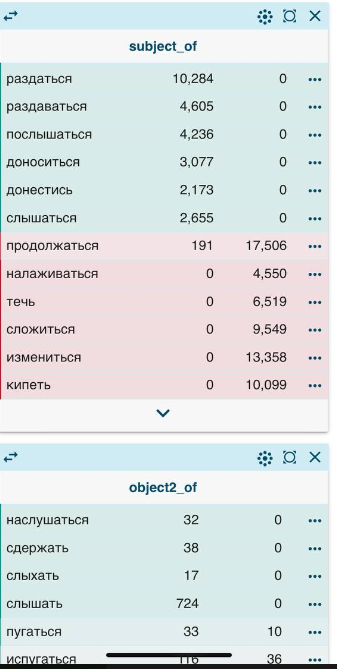 subject_of
раздаться 10,284 0
раздаваться 4,605 0
послышаться 4,236 0
доноситься 3,077 0
донестись 2,173 0
слышаться 2,655 0
продолжаться 191 17,506
налаживаться 0 4,550
течь 0 6,519
сложиться 0 9,549
измениться 0 13,358
кипеть 0 10,099
object2_of
наслушаться 32 0
сдержать 38 0
слыхать 17 0
слышать 724 0
пугаться 33 10
испугаться 116 36